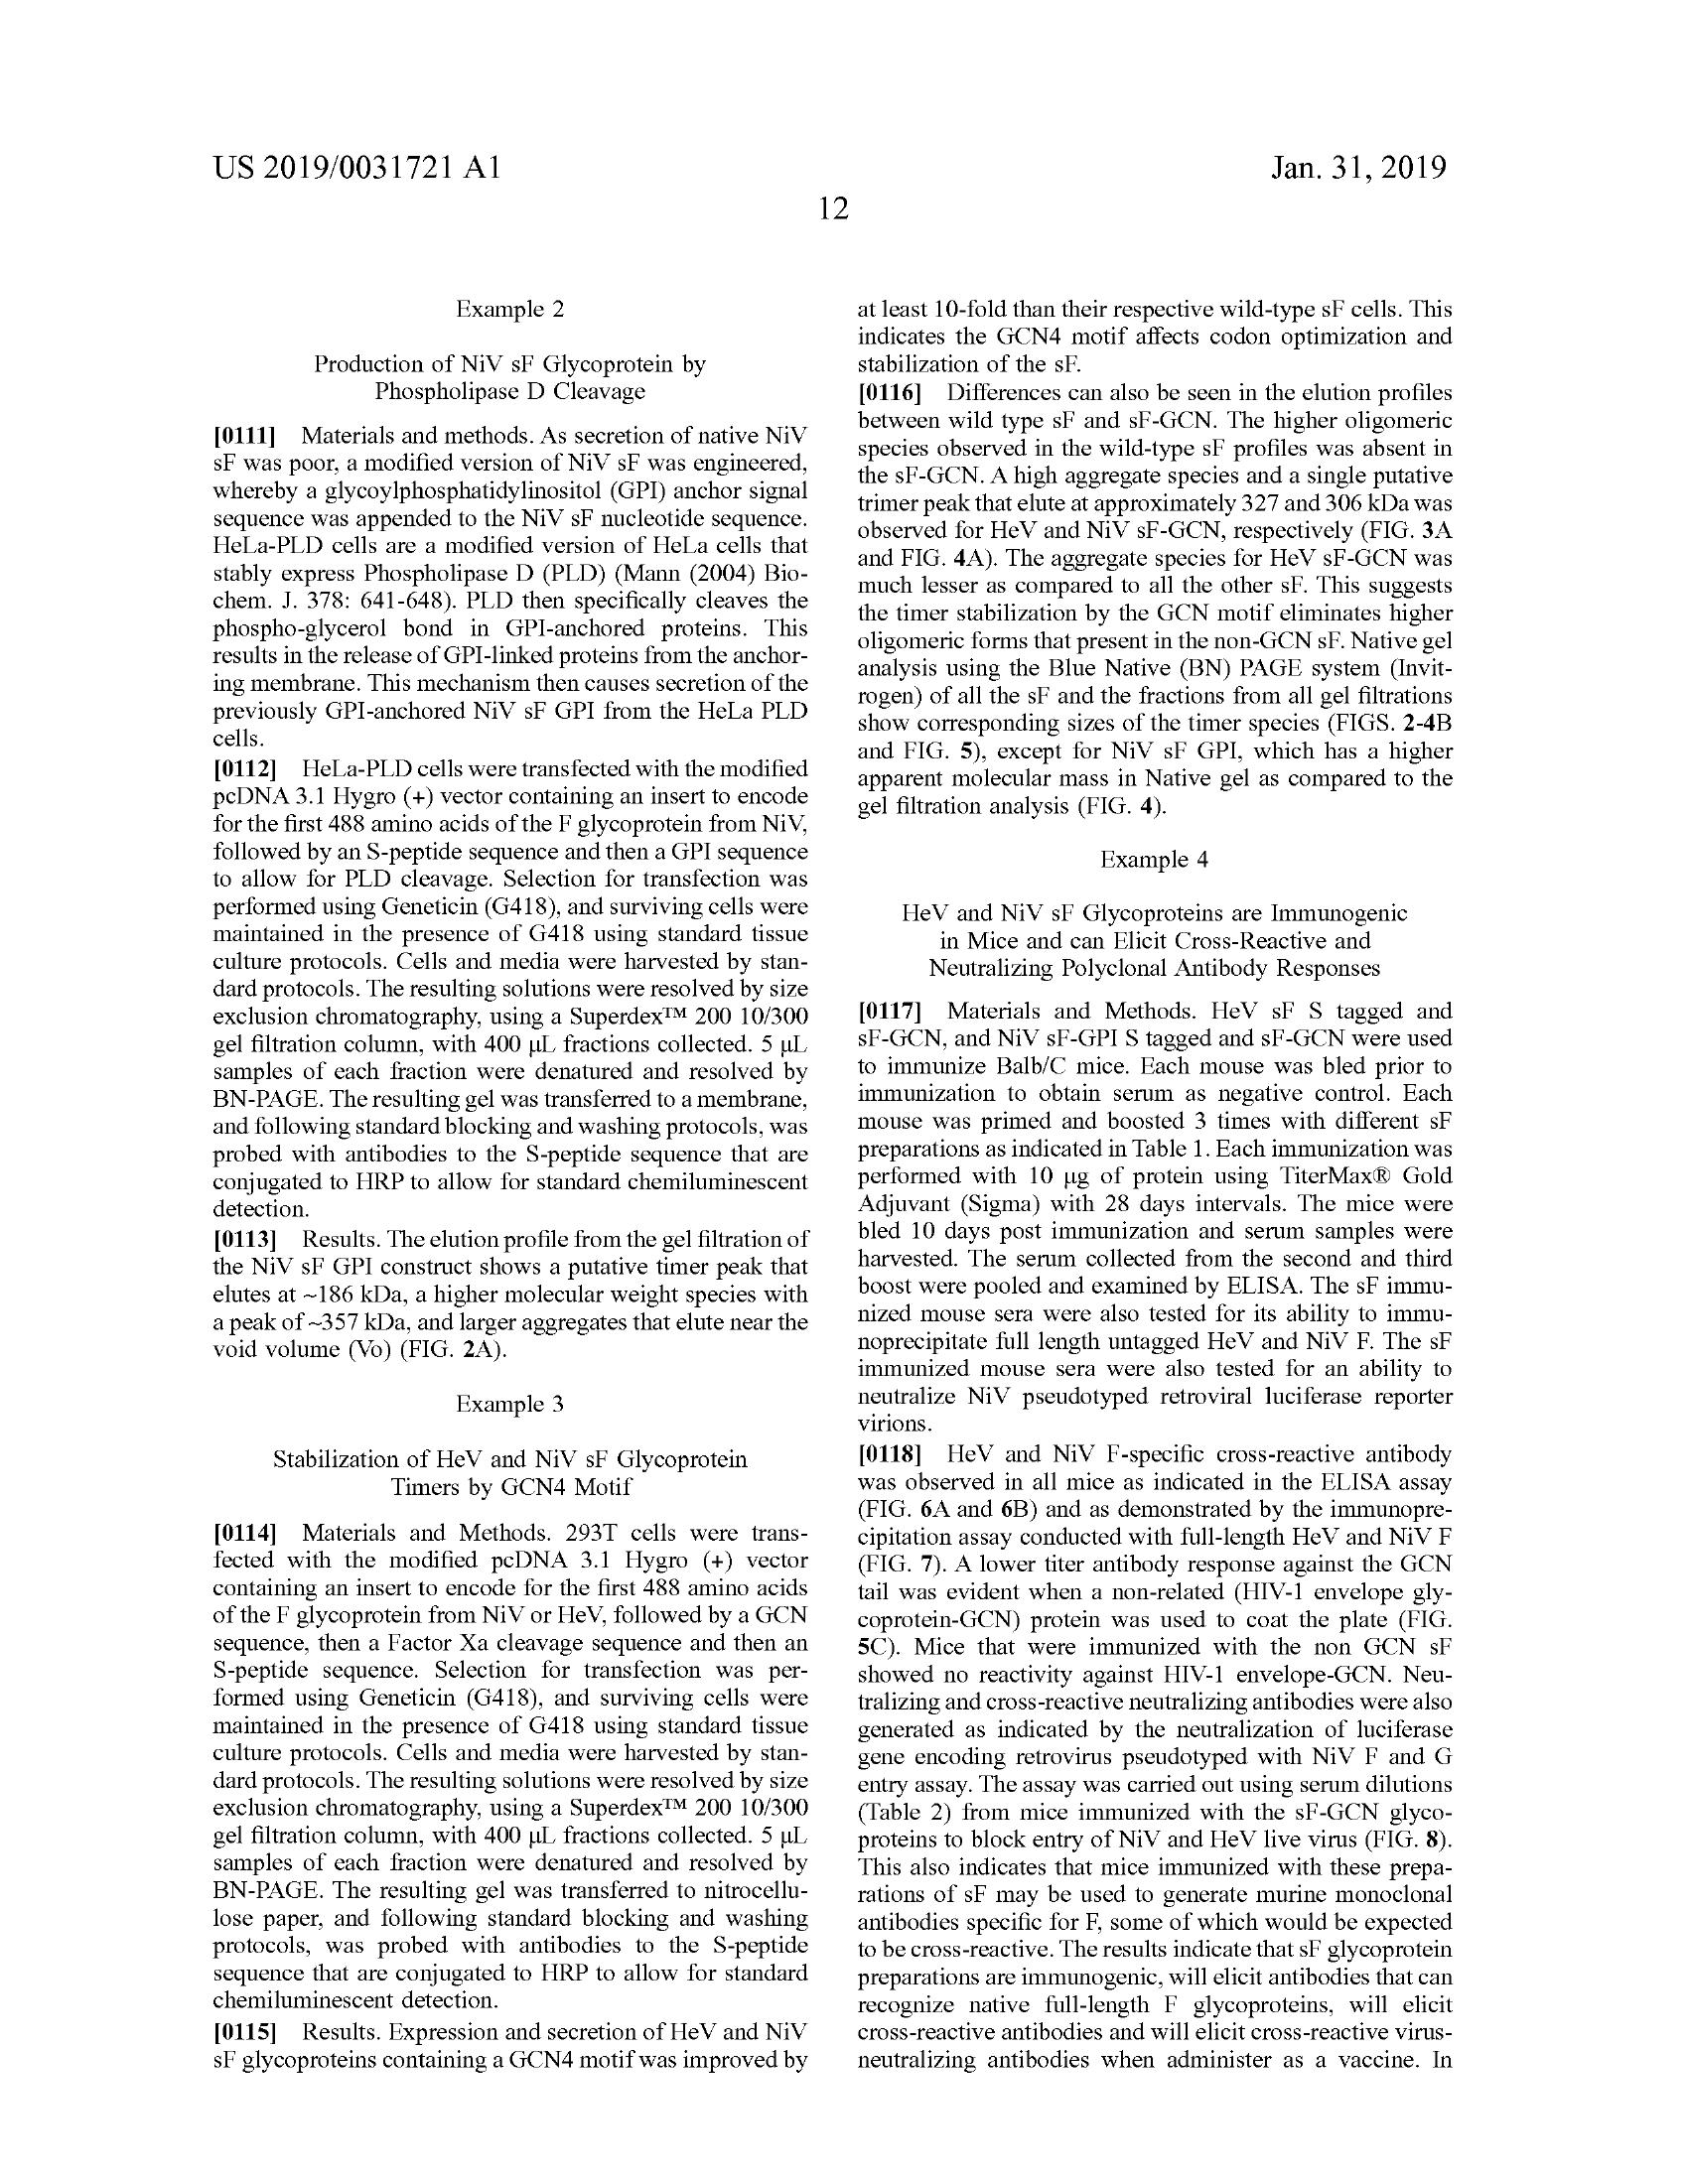 US 2019/0031721 A1
Jan. 31, 2019
12
Example 2
Production of NiV sF Glycoprotein by
Phospholipase D Cleavage
[0111] Materials and methods. As secretion of native NiV
sF was poor, a modified version of NiV sF was engineered,
whereby a glycoylphosphatidylinositol (GPI) anchor signal
sequence was appended to the NiV sF nucleotide sequence.
HeLa-PLD cells are a modified version of HeLa cells that
stably express Phospholipase D (PLD) (Mann (2004) Bio-
chem. J. 378: 641-648). PLD then specifically cleaves the
phospho-glycerol bond in GPI-anchored proteins. This
results in the release of GPI-linked proteins from the anchor-
ing membrane. This mechanism then causes secretion of the
previously GPI-anchored NiV sF GPI from the HeLa PLD
cells.
[0112] HeLa-PLD cells were transfected with the modified
pcDNA 3.1 Hygro (+) vector containing an insert to encode
for the first 488 amino acids of the F glycoprotein from NiV,
followed by an S-peptide sequence and then a GPI sequence
to allow for PLD cleavage. Selection for transfection was
performed using Geneticin (G418), and surviving cells were
maintained in the presence of G418 using standard tissue
culture protocols. Cells and media were harvested by stan-
dard protocols. The resulting solutions were resolved by size
exclusion chromatography, using a Superdex™ 200 10/300
gel filtration column, with 400 µL fractions collected. 5 µL
samples of each fraction were denatured and resolved by
BN-PAGE. The resulting gel was transferred to a membrane,
and following standard blocking and washing protocols, was
probed with antibodies to the S-peptide sequence that are
conjugated to HRP to allow for standard chemiluminescent
detection.
[0113] Results. The elution profile from the gel filtration of
the NiV sF GPI construct shows a putative timer peak that
elutes at ~186 kDa, a higher molecular weight species with
a peak of ~357 kDa, and larger aggregates that elute near the
void volume (Vo) (FIG. 2A).
Example 3
Stabilization of HeV and NiV sF Glycoprotein
Timers by GCN4 Motif
[0114] Materials and Methods. 293T cells were trans-
fected with the modified pcDNA 3.1 Hygro (+) vector
containing an insert to encode for the first 488 amino acids
of the F glycoprotein from NiV or HeV, followed by a GCN
sequence, then a Factor Xa cleavage sequence and then an
S-peptide sequence. Selection for transfection was per-
formed using Geneticin (G418), and surviving cells were
maintained in the presence of G418 using standard tissue
culture protocols. Cells and media were harvested by stan-
dard protocols. The resulting solutions were resolved by size
exclusion chromatography, using a Superdex™ 200 10/300
gel filtration column, with 400 µL fractions collected. 5 µL
samples of each fraction were denatured and resolved by
BN-PAGE. The resulting gel was transferred to nitrocellu-
lose paper, and following standard blocking and washing
protocols, was probed with antibodies to the S-peptide
sequence that are conjugated to HRP to allow for standard
chemiluminescent detection.
[0115] Results. Expression and secretion of HeV and NiV
sF glycoproteins containing a GCN4 motif was improved by
at least 10-fold than their respective wild-type sF cells. This
indicates the GCN4 motif affects codon optimization and
stabilization of the sF.
[0116] Differences can also be seen in the elution profiles
between wild type sF and sF-GCN. The higher oligomeric
species observed in the wild-type sF profiles was absent in
the sF-GCN. A high aggregate species and a single putative
trimer peak that elute at approximately 327 and 306 kDa was
observed for HeV and NiV sF-GCN, respectively (FIG. 3A
and FIG. 4A). The aggregate species for HeV sF-GCN was
much lesser as compared to all the other sF. This suggests
the timer stabilization by the GCN motif eliminates higher
oligomeric forms that present in the non-GCN sF. Native gel
analysis using the Blue Native (BN) PAGE system (Invit-
rogen) of all the sF and the fractions from all gel filtrations
show corresponding sizes of the timer species (FIGS. 2-4B
and FIG. 5), except for NiV sF GPI, which has a higher
apparent molecular mass in Native gel as compared to the
gel filtration analysis (FIG. 4).
Example 4
HeV and NiV sF Glycoproteins are Immunogenic
in Mice and can Elicit Cross-Reactive and
Neutralizing Polyclonal Antibody Responses
[0117] Materials and Methods. HeV sF S tagged and
sF-GCN, and NiV sF-GPI S tagged and sF-GCN were used
to immunize Balb/C mice. Each mouse was bled prior to
immunization to obtain serum as negative control. Each
mouse was primed and boosted 3 times with different sF
preparations as indicated in Table 1. Each immunization was
performed with 10 µg of protein using TiterMax® Gold
Adjuvant (Sigma) with 28 days intervals. The mice were
bled 10 days post immunization and serum samples were
harvested. The serum collected from the second and third
boost were pooled and examined by ELISA. The sF immu-
nized mouse sera were also tested for its ability to immu-
noprecipitate full length untagged HeV and NiV F. The sF
immunized mouse sera were also tested for an ability to
neutralize NiV pseudotyped retroviral luciferase reporter
virions.
[0118] HeV and NiV F-specific cross-reactive antibody
was observed in all mice as indicated in the ELISA assay
(FIG. 6A and 6B) and as demonstrated by the immunopre-
cipitation assay conducted with full-length HeV and NiV F
(FIG. 7). A lower titer antibody response against the GCN
tail was evident when a non-related (HIV-1 envelope gly-
coprotein-GCN) protein was used to coat the plate (FIG.
5C). Mice that were immunized with the non GCN sF
showed no reactivity against HIV-1 envelope-GCN. Neu-
tralizing and cross-reactive neutralizing antibodies were also
generated as indicated by the neutralization of luciferase
gene encoding retrovirus pseudotyped with NiV F and G
entry assay. The assay was carried out using serum dilutions
(Table 2) from mice immunized with the sF-GCN glyco-
proteins to block entry of NiV and HeV live virus (FIG. 8).
This also indicates that mice immunized with these prepa-
rations of sF may be used to generate murine monoclonal
antibodies specific for F, some of which would be expected
to be cross-reactive. The results indicate that sF glycoprotein
preparations are immunogenic, will elicit antibodies that can
recognize native full-length F glycoproteins, will elicit
cross-reactive antibodies and will elicit cross-reactive virus-
neutralizing antibodies when administer as a vaccine. In